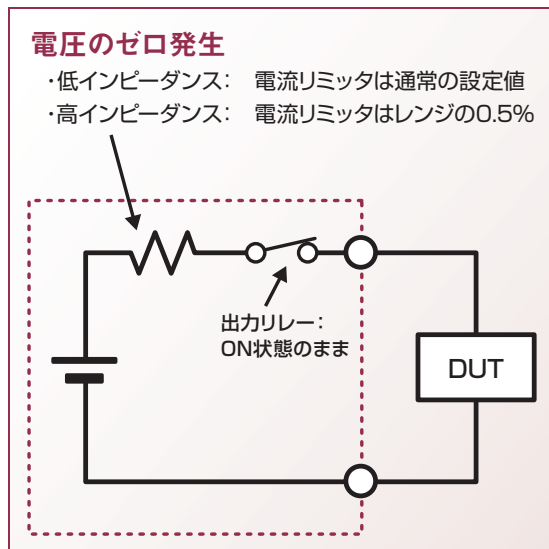 電圧のゼロ発生
・低インピーダンス： 電流リミッタは通常の設定値
・高インピーダンス： 電流リミッタはレンジの0.5%
出力リレー：
ON状態のまま
DUT